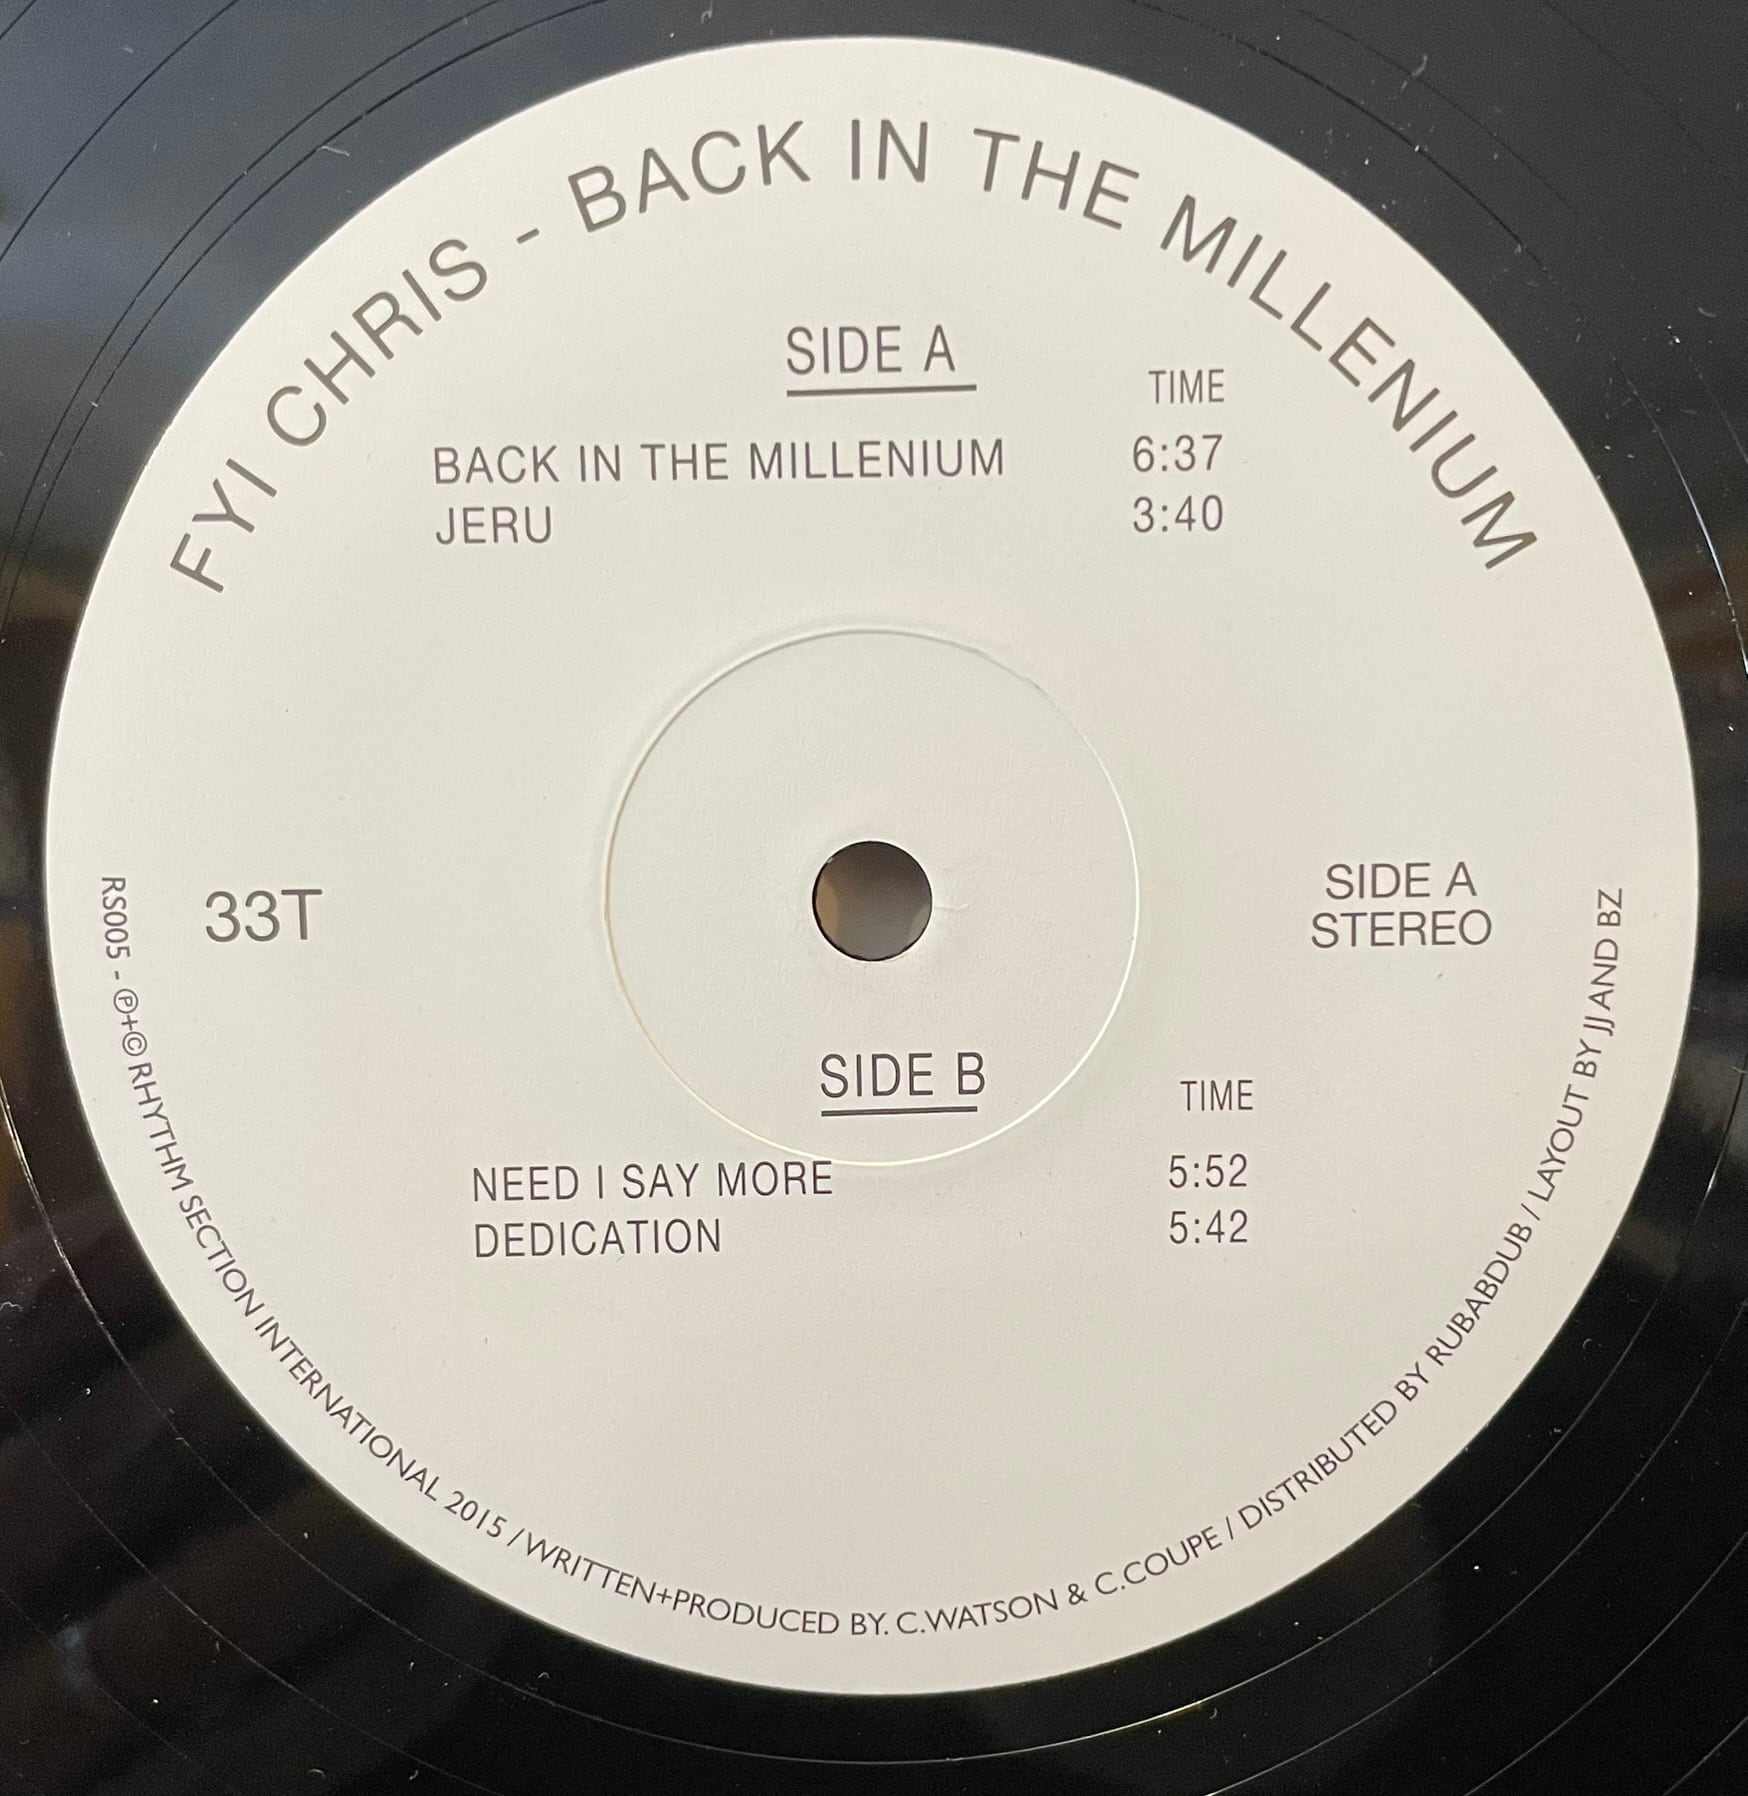 FYI CHRIS - BACK IN THE MILLENIUM
SIDE A
TIME
BACK IN THE MILLENIUM 6:37
JERU 3:40
33T
SIDE A
STEREO
SIDE B
TIME
NEED I SAY MORE 5:52
DEDICATION 5:42
RS005 - ℗+© RHYTHM SECTION INTERNATIONAL 2015 / WRITTEN+PRODUCED BY. C.WATSON & C.COUPE / DISTRIBUTED BY RUBABDUB / LAYOUT BY JJ AND BZ